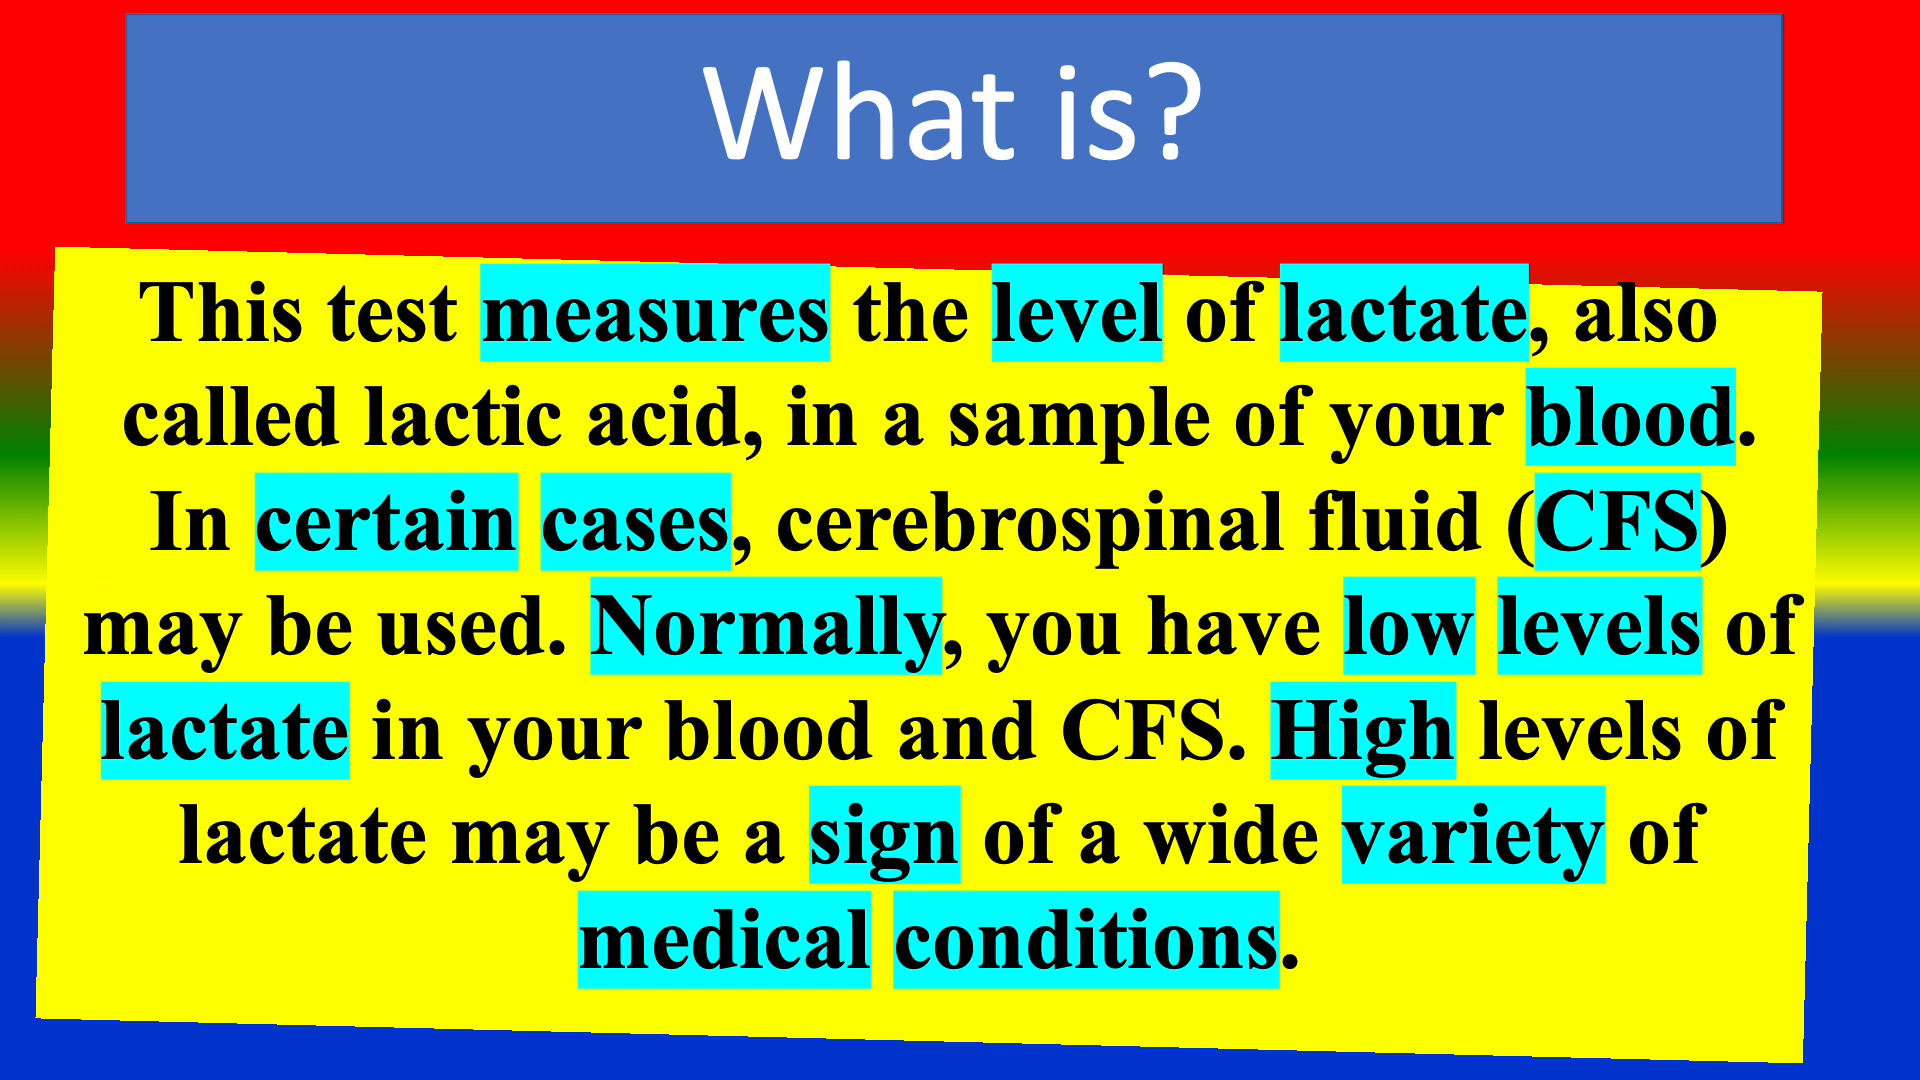 What is?
This test measures the level of lactate, also
called lactic acid, in a sample of your blood.
In certain cases, cerebrospinal fluid (CFS)
may be used. Normally, you have low levels of
lactate in your blood and CFS. High levels of
lactate may be a sign of a wide variety of
medical conditions.